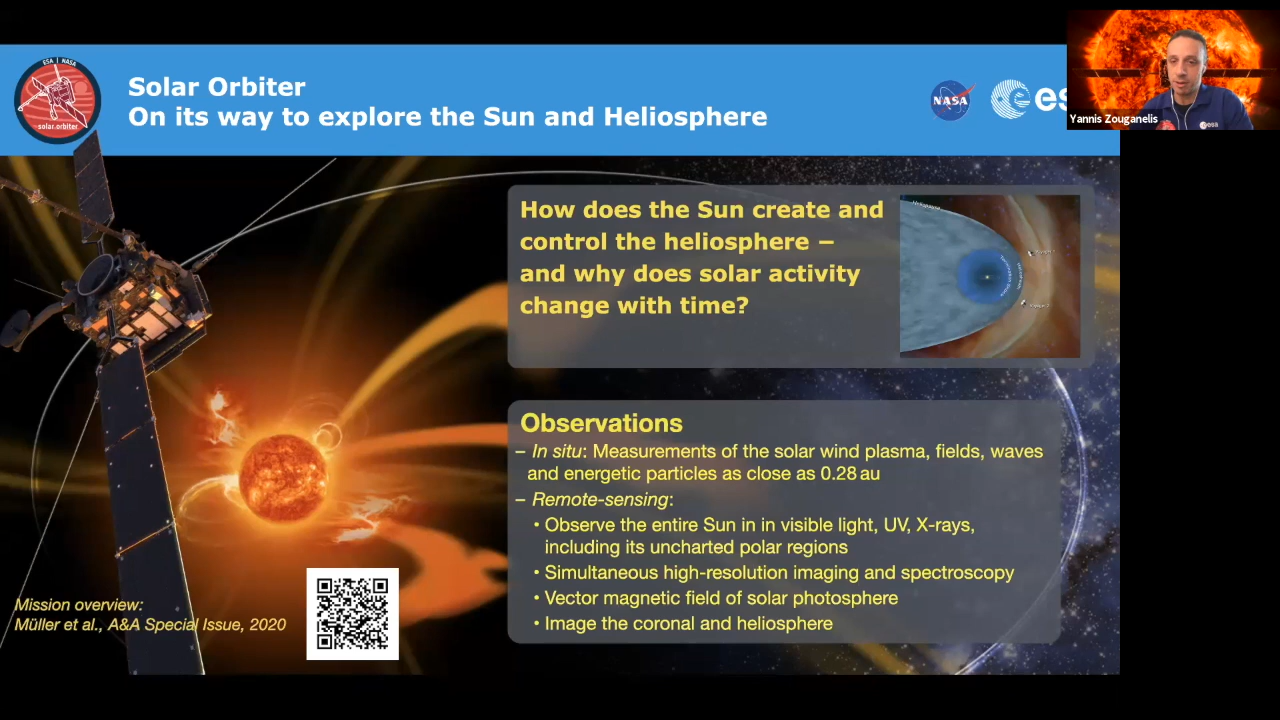 ESA | NASA
solar orbiter
Solar Orbiter
On its way to explore the Sun and Heliosphere
NASA
es
esa
Yannis Zouganelis
How does the Sun create and
control the heliosphere –
and why does solar activity
change with time?
Heliopause
Observations
– In situ: Measurements of the solar wind plasma, fields, waves
and energetic particles as close as 0.28 au
– Remote-sensing:
• Observe the entire Sun in in visible light, UV, X-rays,
including its uncharted polar regions
• Simultaneous high-resolution imaging and spectroscopy
• Vector magnetic field of solar photosphere
• Image the coronal and heliosphere
Mission overview:
Müller et al., A&A Special Issue, 2020